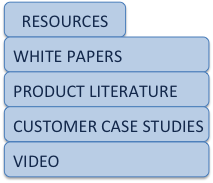 RESOURCES
WHITE PAPERS
PRODUCT LITERATURE
CUSTOMER CASE STUDIES
VIDEO